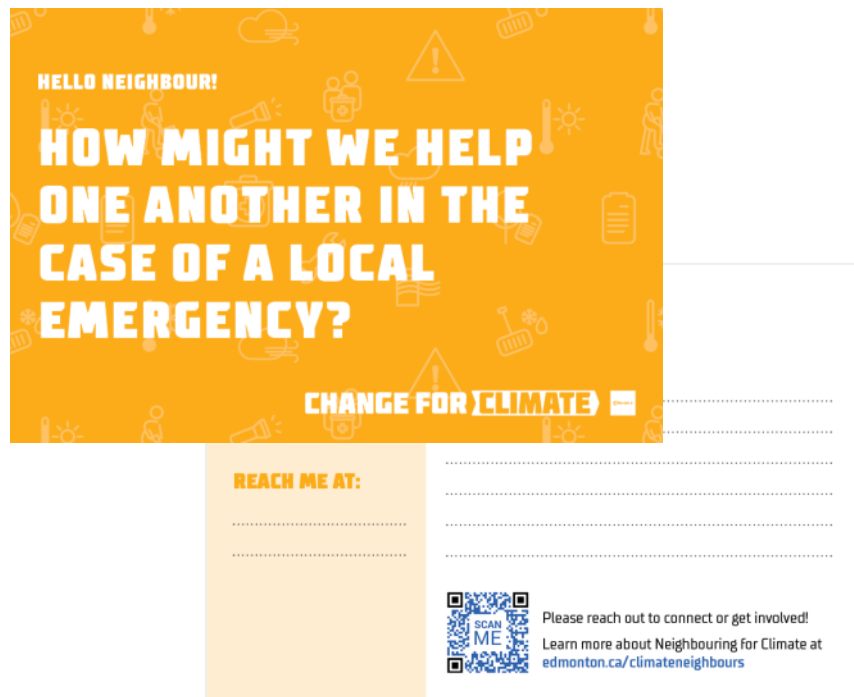 HELLO NEIGHBOUR!
HOW MIGHT WE HELP
ONE ANOTHER IN THE
CASE OF A LOCAL
EMERGENCY?
CHANGE FOR CLIMATE
REACH ME AT:
SCAN
ME
Please reach out to connect or get involved!
Learn more about Neighbouring for Climate at
edmonton.ca/climateneighbours